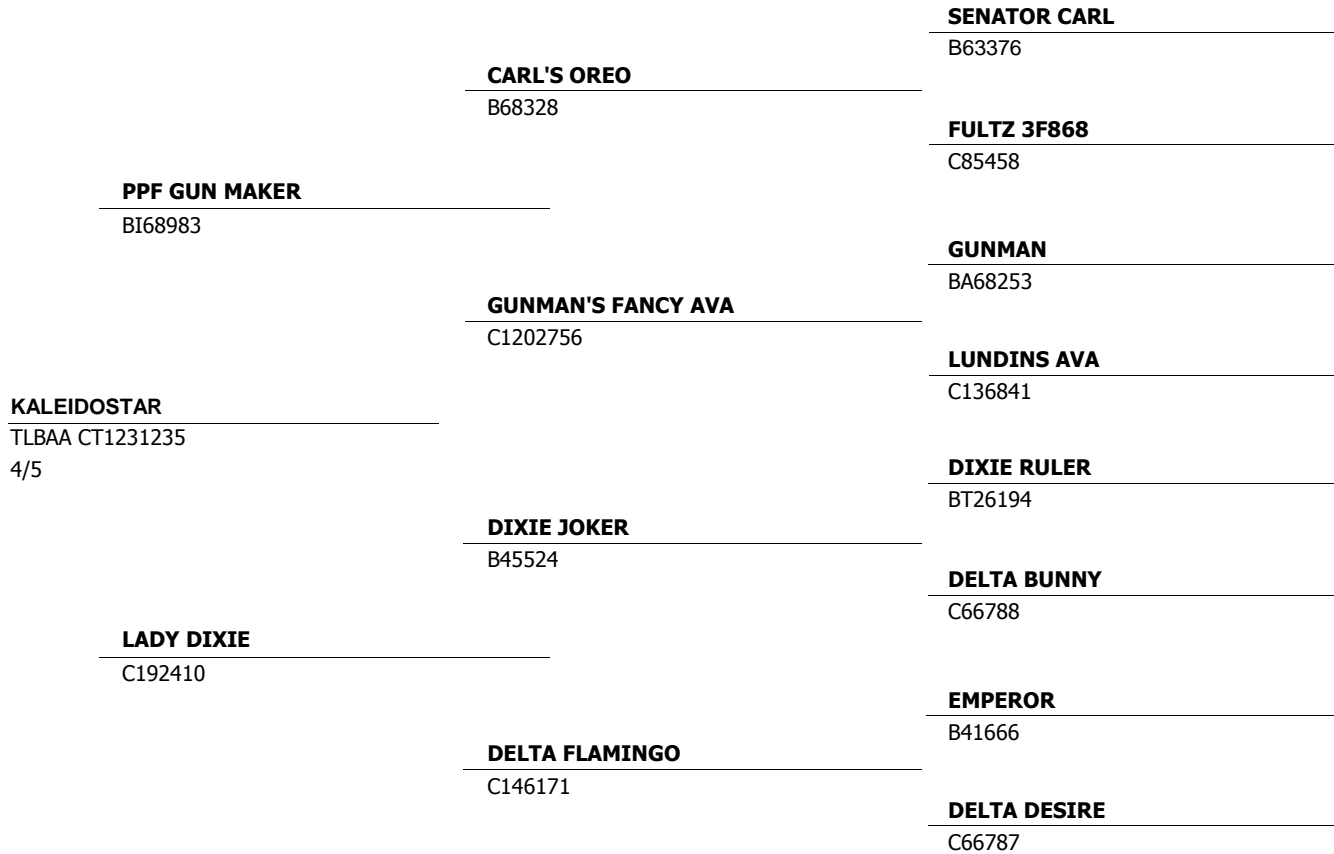 SENATOR CARL
B63376
CARL'S OREO
B68328
FULTZ 3F868
C85458
PPF GUN MAKER
BI68983
GUNMAN
BA68253
GUNMAN'S FANCY AVA
C1202756
LUNDINS AVA
C136841
KALEIDOSTAR
TLBAA CT1231235
4/5
DIXIE RULER
BT26194
DIXIE JOKER
B45524
DELTA BUNNY
C66788
LADY DIXIE
C192410
EMPEROR
B41666
DELTA FLAMINGO
C146171
DELTA DESIRE
C66787